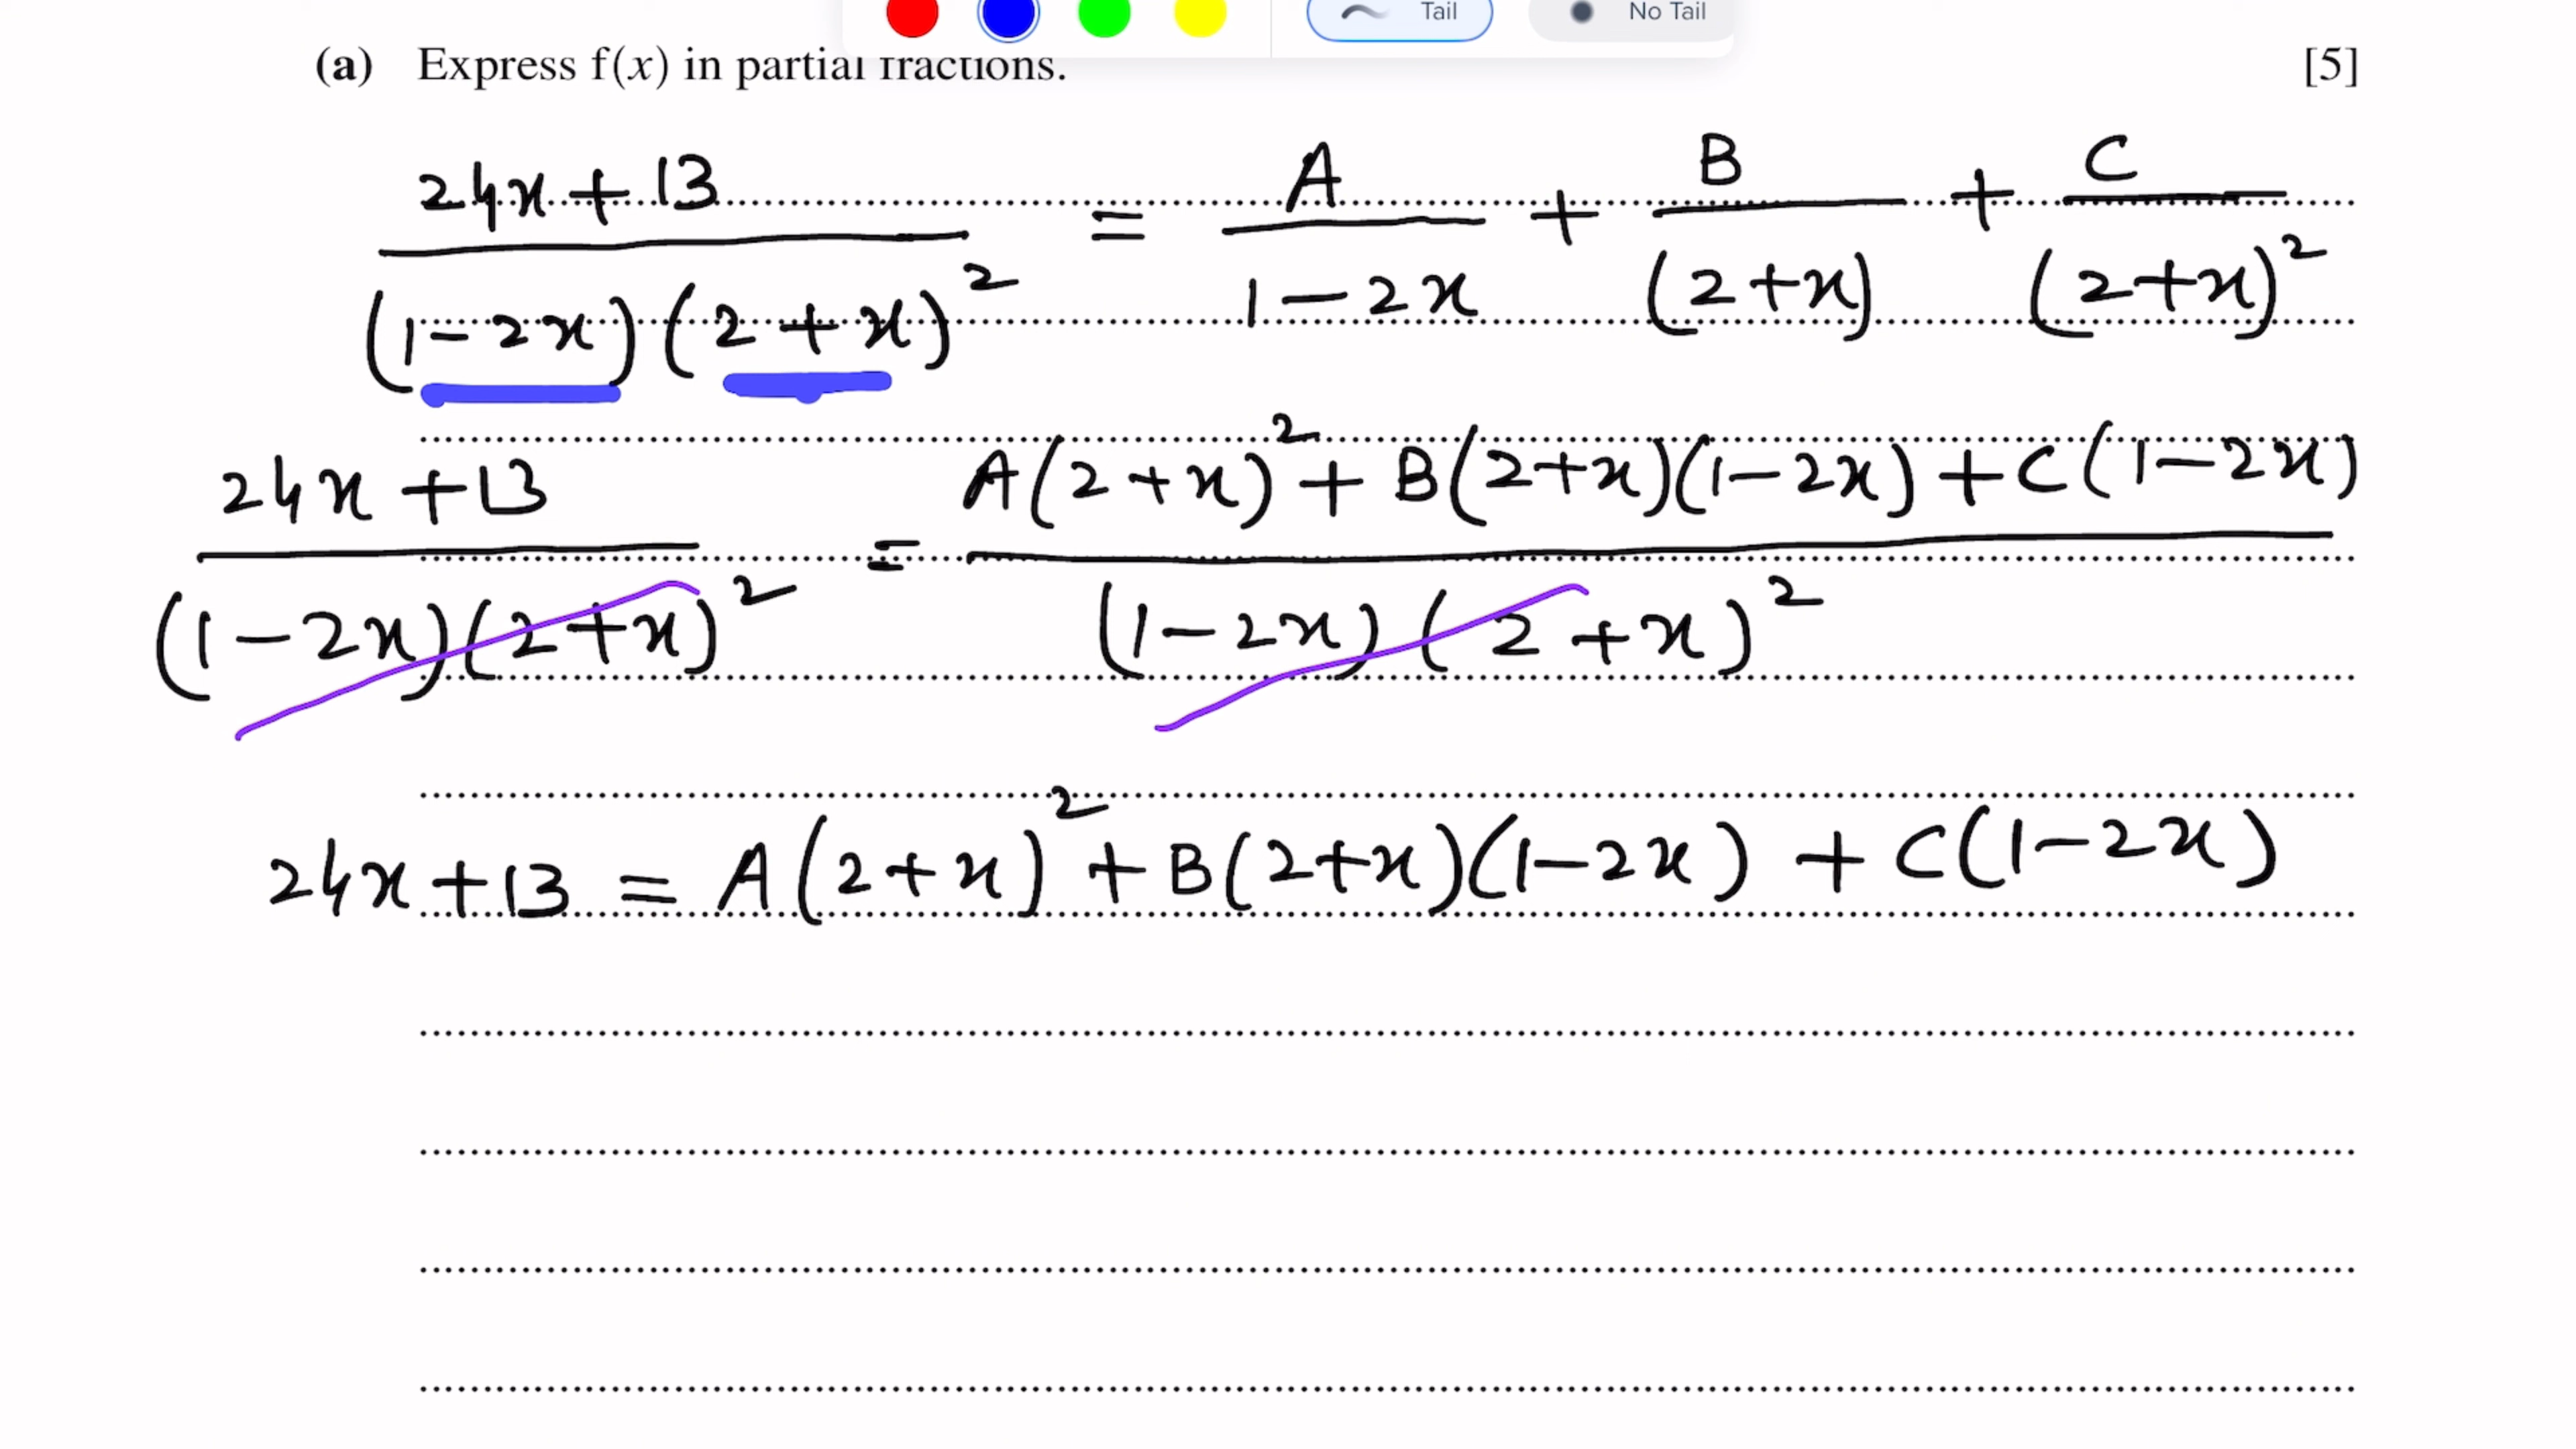 Tail No Tail
(a) Express f(x) in partial fractions. [5]
24x + 13 / (1-2x)(2+x)² = A / 1-2x + B / (2+x) + C / (2+x)²
24x + 13 / (1-2x)(2+x)² = A(2+x)² + B(2+x)(1-2x) + C(1-2x) / (1-2x)(2+x)²
24x + 13 = A(2+x)² + B(2+x)(1-2x) + C(1-2x)